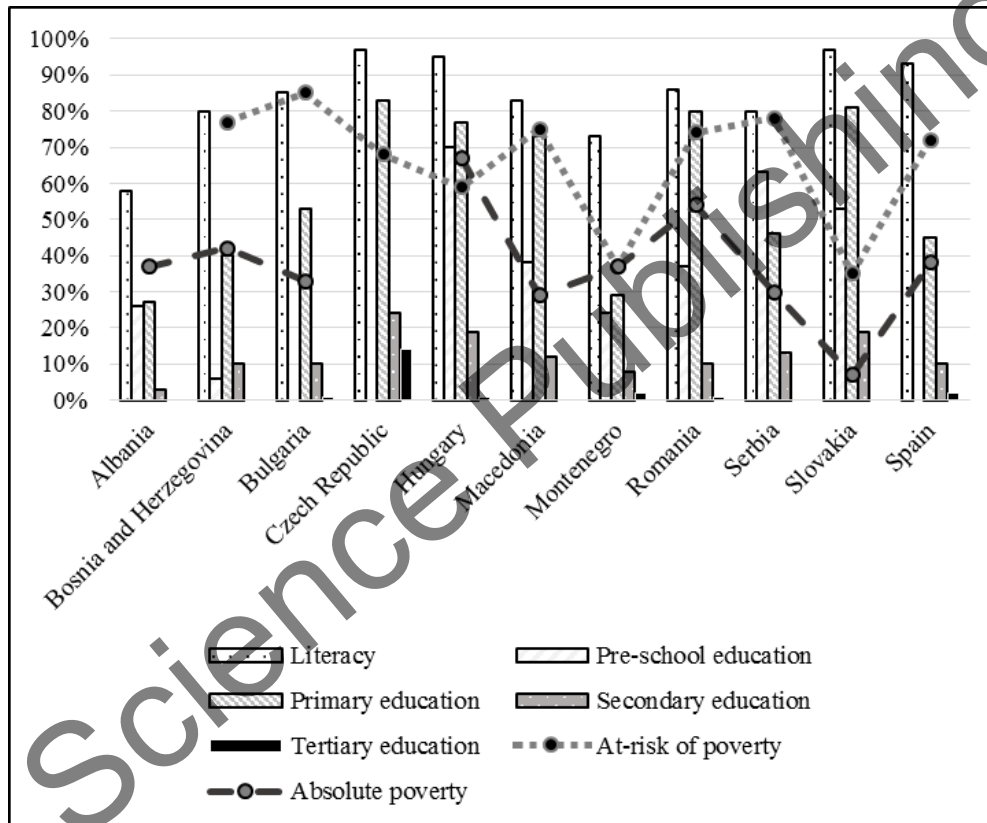 100%
90%
80%
70%
60%
50%
40%
30%
20%
10%
0%
Albania
Bosnia and Herzegovina
Bulgaria
Czech Republic
Hungary
Macedonia
Montenegro
Romania
Serbia
Slovakia
Spain
Literacy
Pre-school education
Primary education
Secondary education
Tertiary education
At-risk of poverty
Absolute poverty
Science Publishing